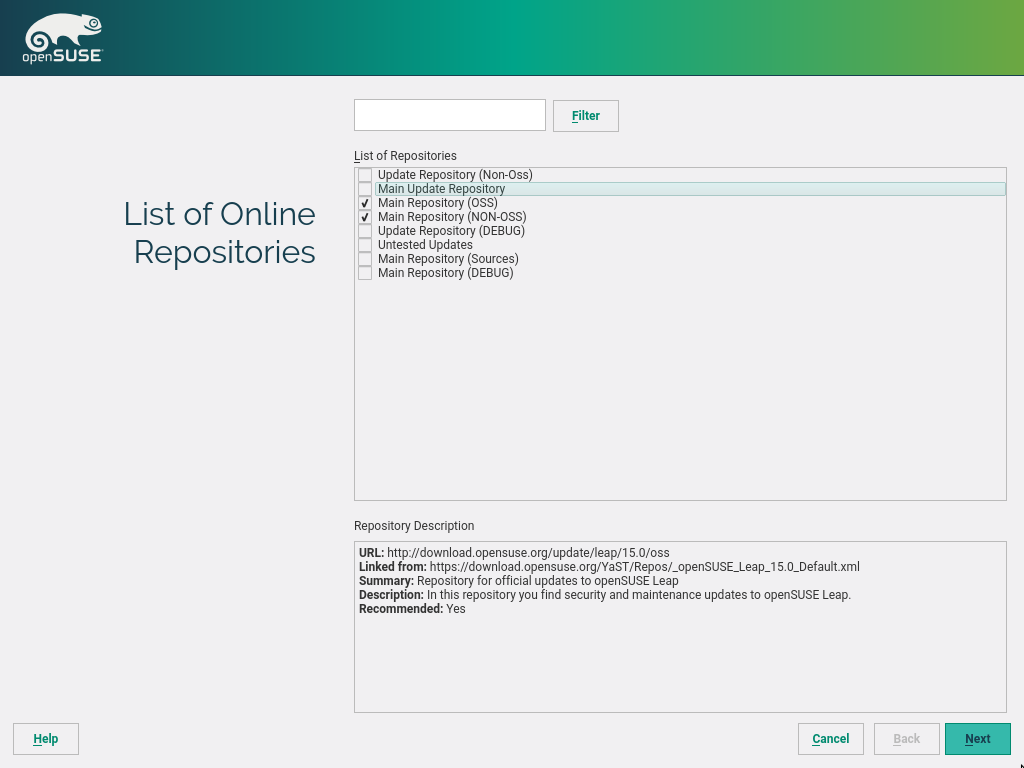 openSUSE
Filter
List of Repositories
Update Repository (Non-Oss)
Main Update Repository
Main Repository (OSS)
Main Repository (NON-OSS)
Update Repository (DEBUG)
Untested Updates
Main Repository (Sources)
Main Repository (DEBUG)
List of Online
Repositories
Repository Description
URL: http://download.opensuse.org/update/leap/15.0/oss
Linked from: https://download.opensuse.org/YaST/Repos/_openSUSE_Leap_15.0_Default.xml
Summary: Repository for official updates to openSUSE Leap
Description: In this repository you find security and maintenance updates to openSUSE Leap.
Recommended: Yes
Help
Cancel
Back
Next